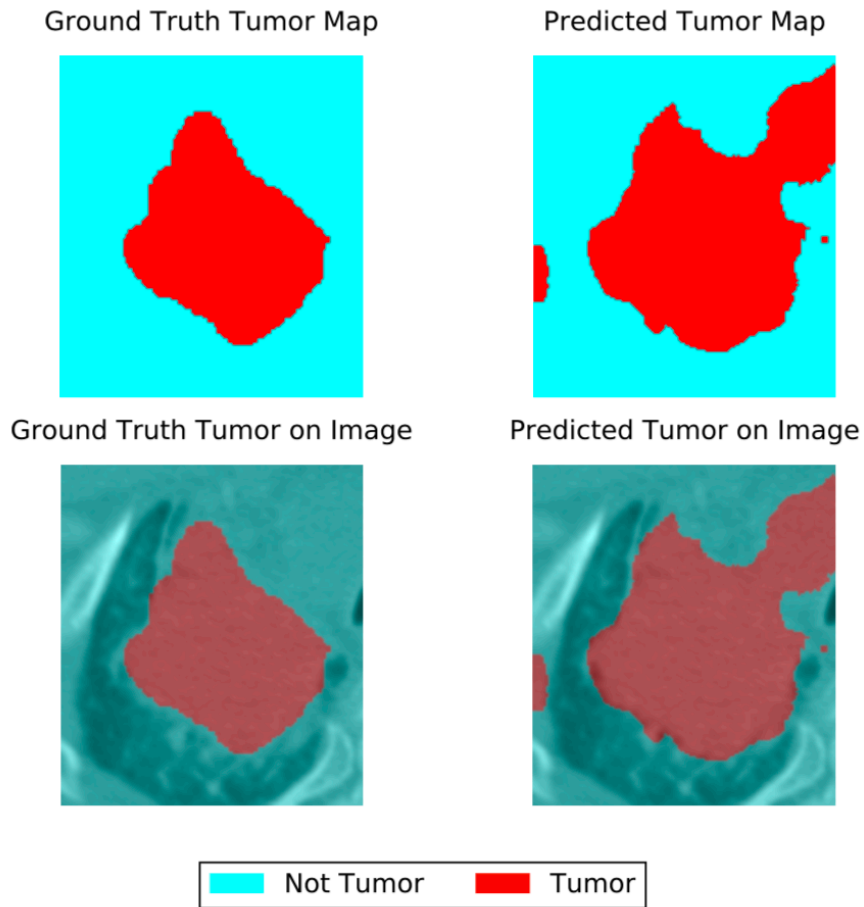 Ground Truth Tumor Map
Predicted Tumor Map
Ground Truth Tumor on Image
Predicted Tumor on Image
Not Tumor
Tumor